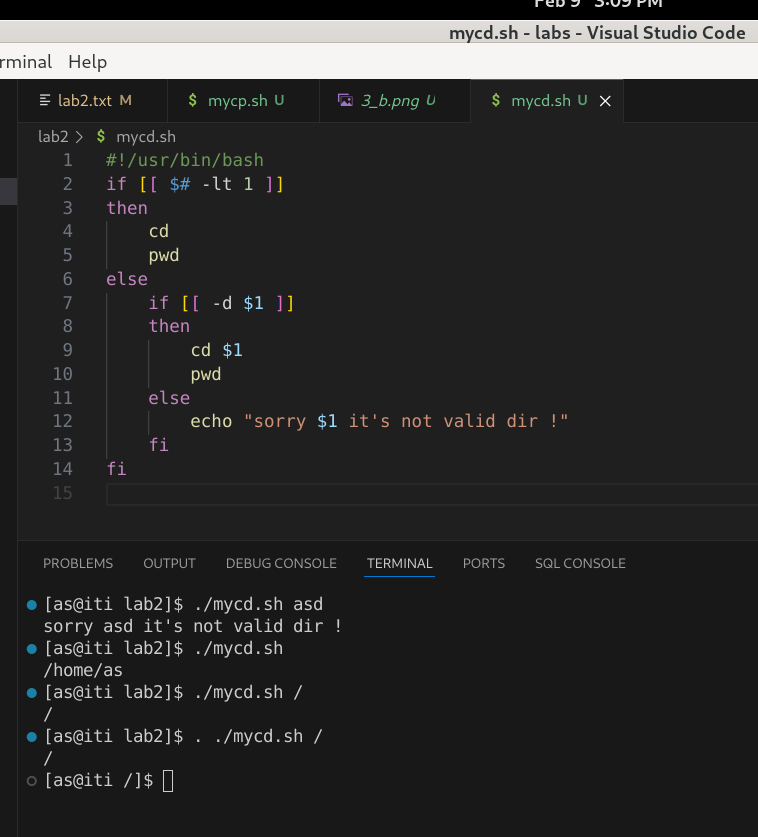 Feb 9 3:09 PM
mycd.sh - labs - Visual Studio Code
rminal Help
lab2.txt M $ mycp.sh U 3_b.png U $ mycd.sh U
lab2 > $ mycd.sh
1 #!/usr/bin/bash
2 if [[ $# -lt 1 ]]
3 then
4     cd
5     pwd
6 else
7     if [[ -d $1 ]]
8     then
9         cd $1
10         pwd
11     else
12         echo "sorry $1 it's not valid dir !"
13     fi
14 fi
15
PROBLEMS OUTPUT DEBUG CONSOLE TERMINAL PORTS SQL CONSOLE
[as@iti lab2]$ ./mycd.sh asd
sorry asd it's not valid dir !
[as@iti lab2]$ ./mycd.sh
/home/as
[as@iti lab2]$ ./mycd.sh /
/
[as@iti lab2]$ . ./mycd.sh /
/
[as@iti /]$